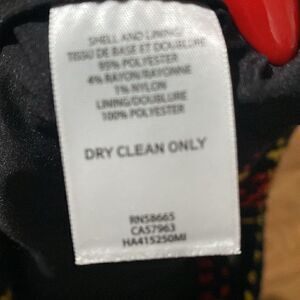 SHELL AND LINING/
TISSU DE BASE ET DOUBLURE
95% POLYESTER
4% RAYON/RAYONNE
1% NYLON
LINING/DOUBLURE
100% POLYESTER
DRY CLEAN ONLY
RN58665
CA57963
HA415250MI